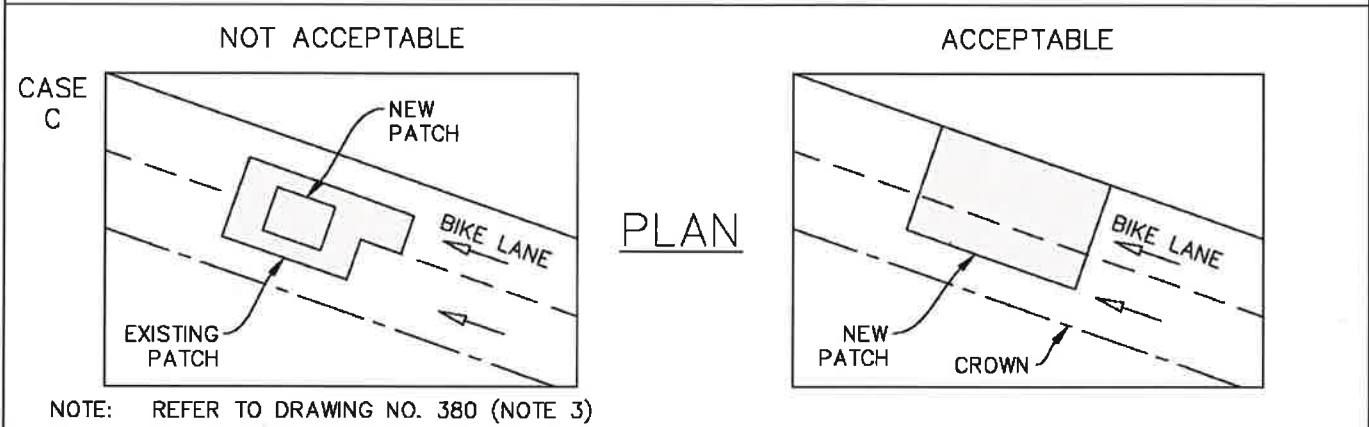 NOT ACCEPTABLE
ACCEPTABLE
CASE
C
NEW
PATCH
BIKE LANE
EXISTING
PATCH
PLAN
BIKE LANE
NEW
PATCH
CROWN
NOTE: REFER TO DRAWING NO. 380 (NOTE 3)